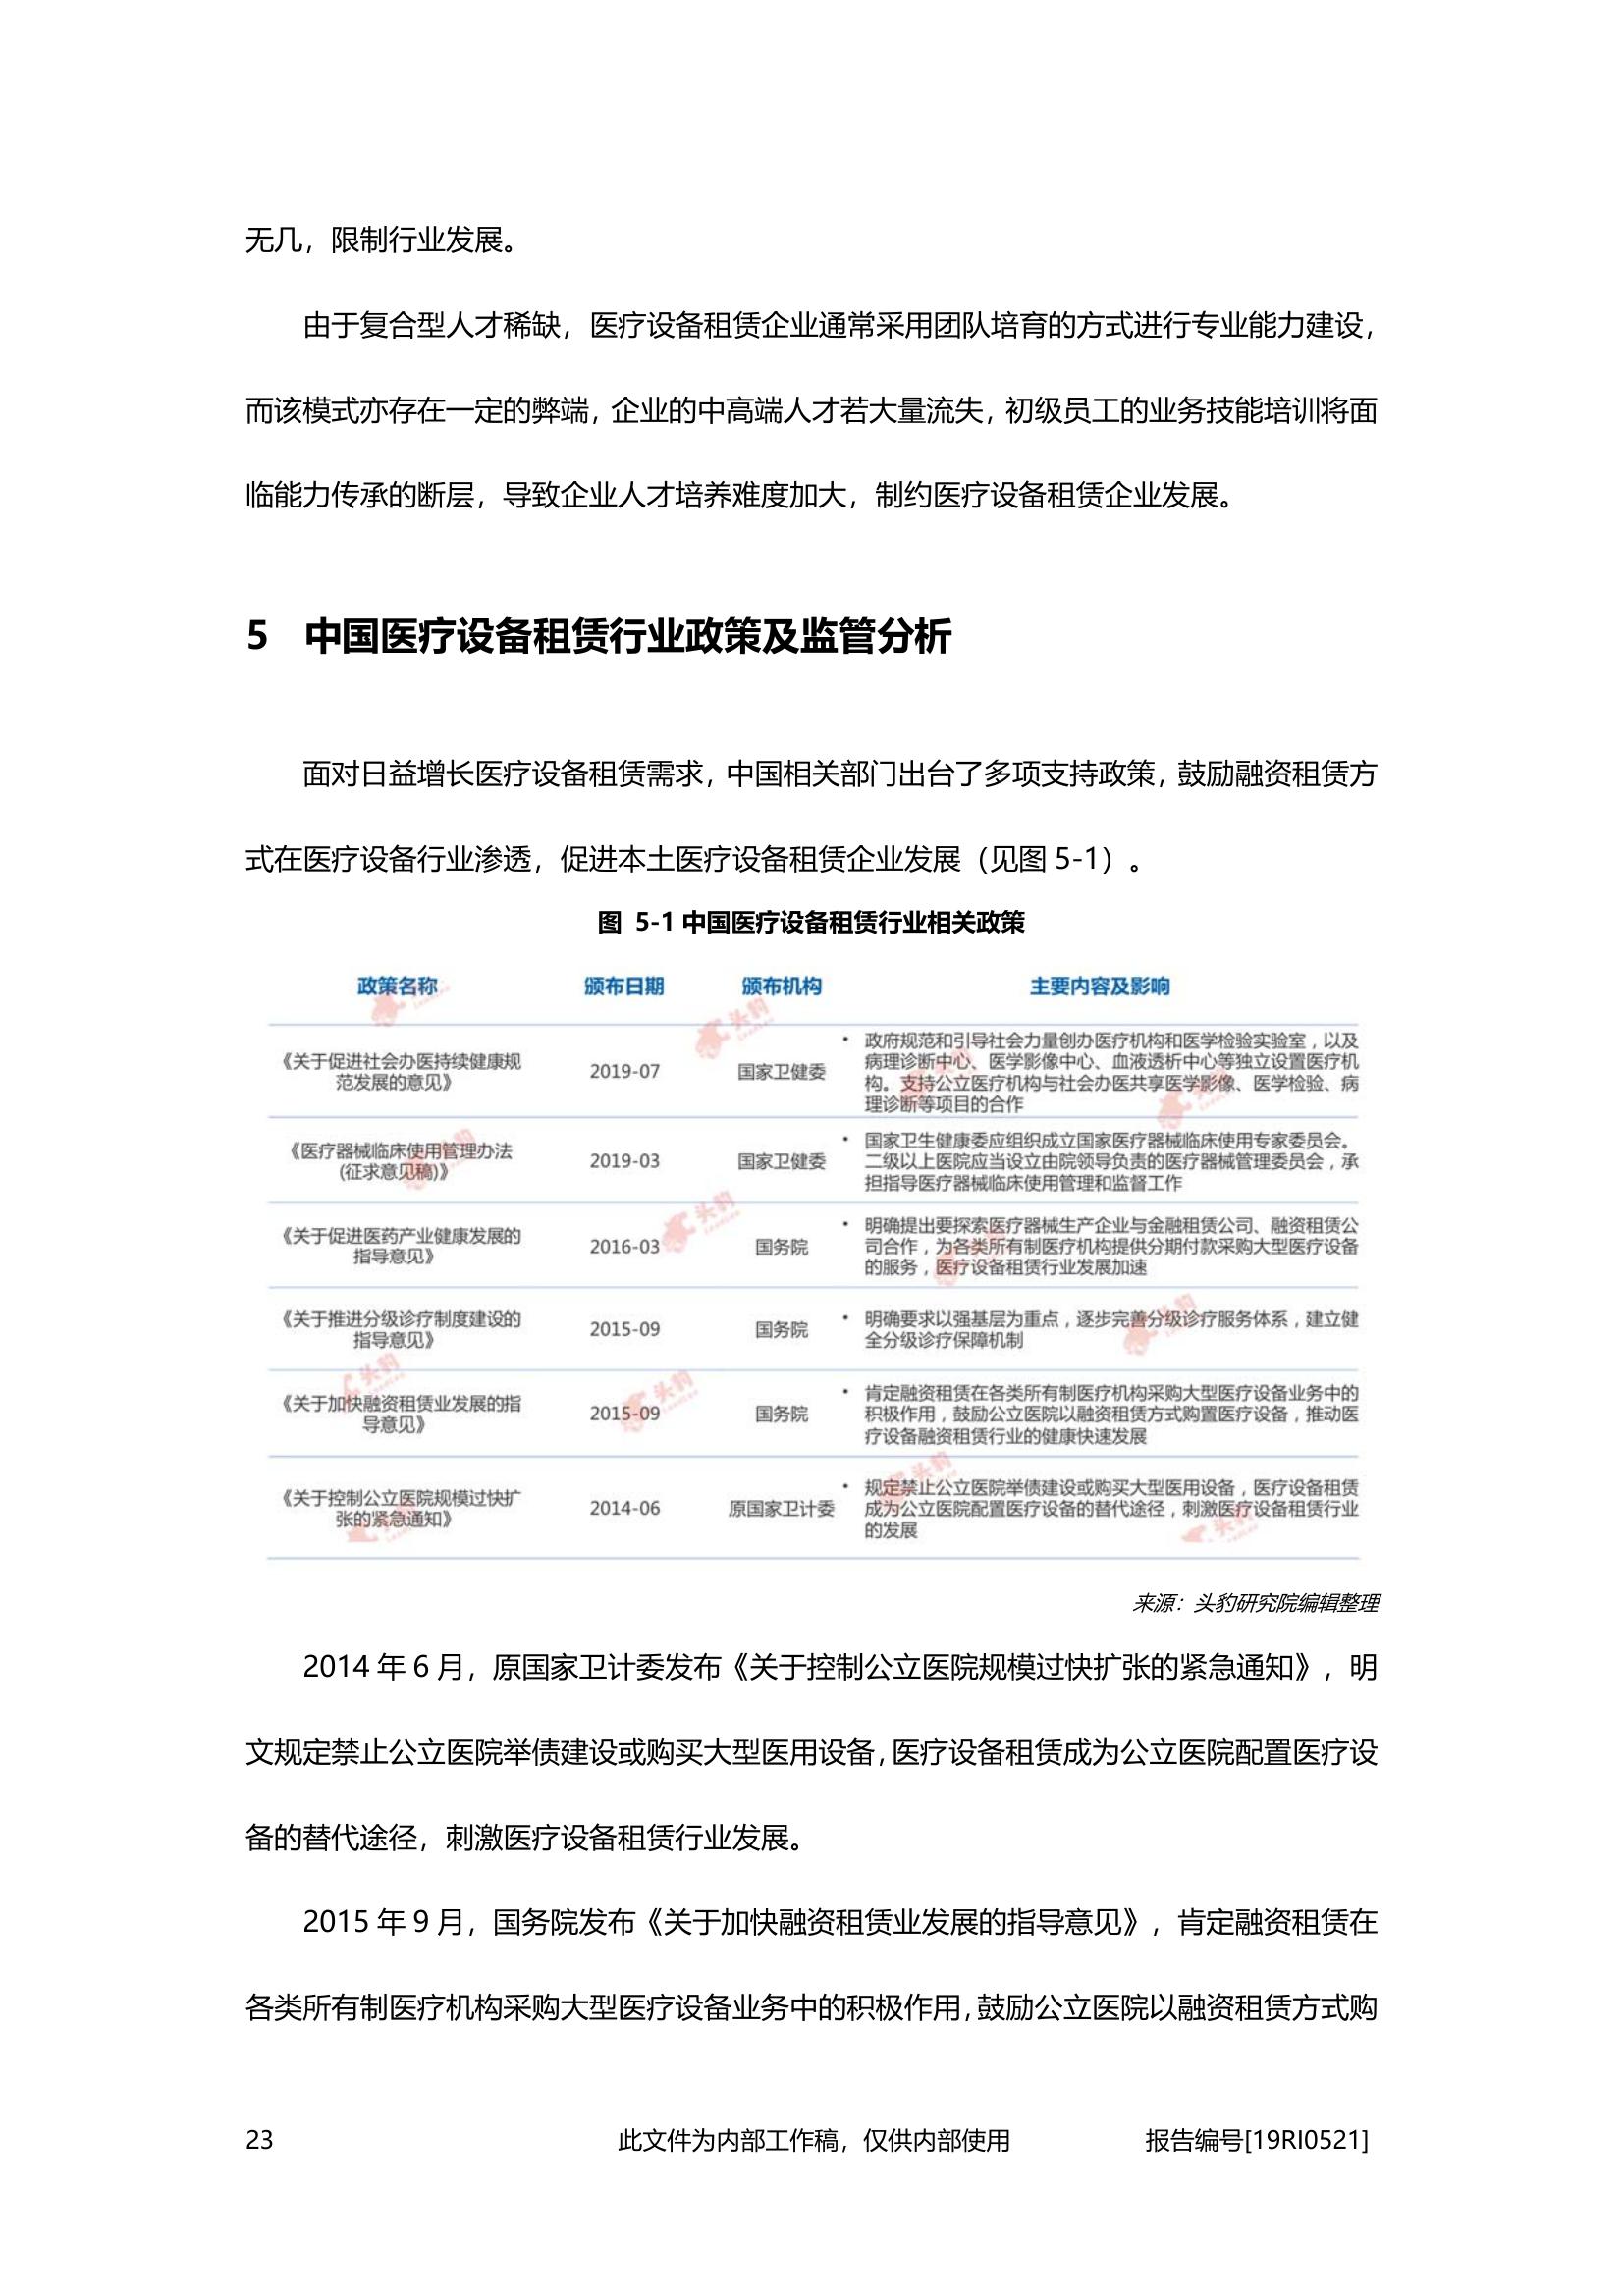 无几，限制行业发展。
由于复合型人才稀缺，医疗设备租赁企业通常采用团队培育的方式进行专业能力建设，
而该模式亦存在一定的弊端，企业的中高端人才若大量流失，初级员工的业务技能培训将面
临能力传承的断层，导致企业人才培养难度加大，制约医疗设备租赁企业发展。
5 中国医疗设备租赁行业政策及监管分析
面对日益增长医疗设备租赁需求，中国相关部门出台了多项支持政策，鼓励融资租赁方
式在医疗设备行业渗透，促进本土医疗设备租赁企业发展（见图 5-1）。
图 5-1 中国医疗设备租赁行业相关政策
政策名称 颁布日期 颁布机构 主要内容及影响
《关于促进社会办医持续健康规
范发展的意见》
2019-07
国家卫健委
• 政府规范和引导社会力量创办医疗机构和医学检验实验室，以及
病理诊断中心、医学影像中心、血液透析中心等独立设置医疗机
构。支持公立医疗机构与社会办医共享医学影像、医学检验、病
理诊断等项目的合作
《医疗器械临床使用管理办法
(征求意见稿)》
2019-03
国家卫健委
• 国家卫生健康委应组织成立国家医疗器械临床使用专家委员会。
二级以上医院应当设立由院领导负责的医疗器械管理委员会，承
担指导医疗器械临床使用管理和监督工作
《关于促进医药产业健康发展的
指导意见》
2016-03
国务院
• 明确提出要探索医疗器械生产企业与金融租赁公司、融资租赁公
司合作，为各类所有制医疗机构提供分期付款采购大型医疗设备
的服务，医疗设备租赁行业发展加速
《关于推进分级诊疗制度建设的
指导意见》
2015-09
国务院
• 明确要求以强基层为重点，逐步完善分级诊疗服务体系，建立健
全分级诊疗保障机制
《关于加快融资租赁业发展的指
导意见》
2015-09
国务院
• 肯定融资租赁在各类所有制医疗机构采购大型医疗设备业务中的
积极作用，鼓励公立医院以融资租赁方式购置医疗设备，推动医
疗设备融资租赁行业的健康快速发展
《关于控制公立医院规模过快扩
张的紧急通知》
2014-06
原国家卫计委
• 规定禁止公立医院举债建设或购买大型医用设备，医疗设备租赁
成为公立医院配置医疗设备的替代途径，刺激医疗设备租赁行业
的发展
来源：头豹研究院编辑整理
2014 年 6 月，原国家卫计委发布《关于控制公立医院规模过快扩张的紧急通知》，明
文规定禁止公立医院举债建设或购买大型医用设备，医疗设备租赁成为公立医院配置医疗设
备的替代途径，刺激医疗设备租赁行业发展。
2015 年 9 月，国务院发布《关于加快融资租赁业发展的指导意见》，肯定融资租赁在
各类所有制医疗机构采购大型医疗设备业务中的积极作用，鼓励公立医院以融资租赁方式购
23 此文件为内部工作稿，仅供内部使用 报告编号[19RI0521]